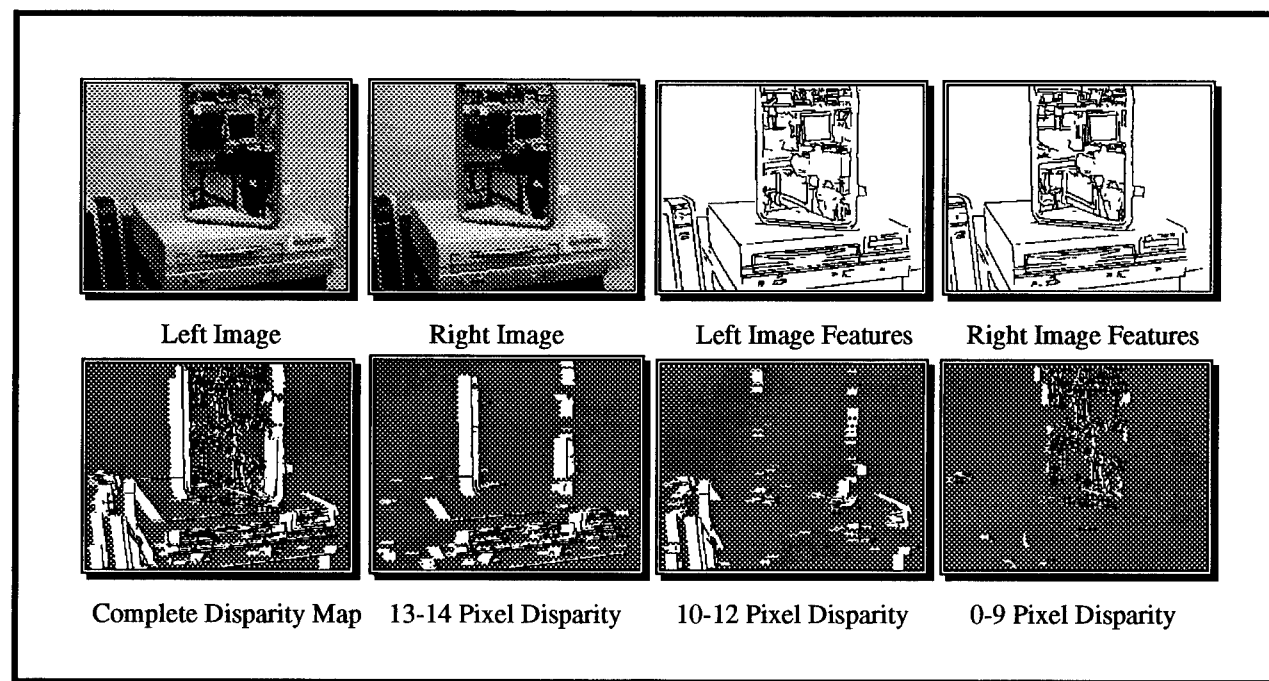 Left Image
Right Image
Left Image Features
Right Image Features
Complete Disparity Map
13-14 Pixel Disparity
10-12 Pixel Disparity
0-9 Pixel Disparity